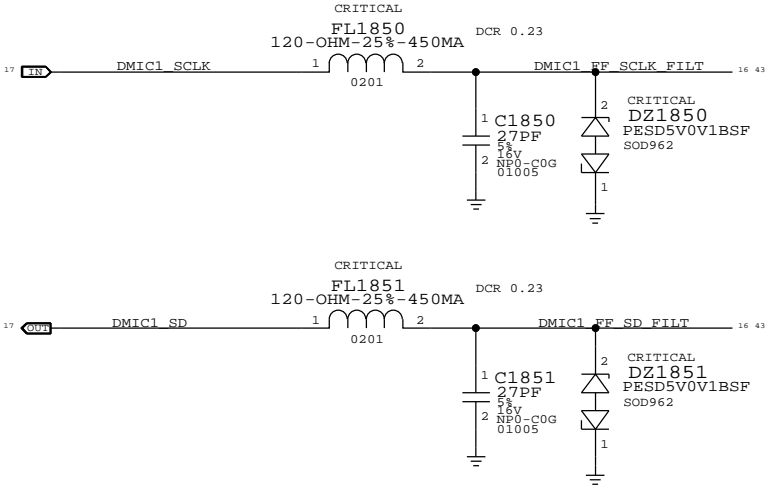 CRITICAL
FL1850
120-OHM-25%-450MA
DCR 0.23
17 IN DMIC1_SCLK 1 2 DMIC1_FF_SCLK_FILT 16 43
0201
1 C1850
27PF
5%
16V
2 NP0-C0G
01005
2 CRITICAL
DZ1850
PESD5V0V1BSF
SOD962
1
CRITICAL
FL1851
120-OHM-25%-450MA
DCR 0.23
17 OUT DMIC1_SD 1 2 DMIC1_FF_SD_FILT 16 43
0201
1 C1851
27PF
5%
16V
2 NP0-C0G
01005
2 CRITICAL
DZ1851
PESD5V0V1BSF
SOD962
1